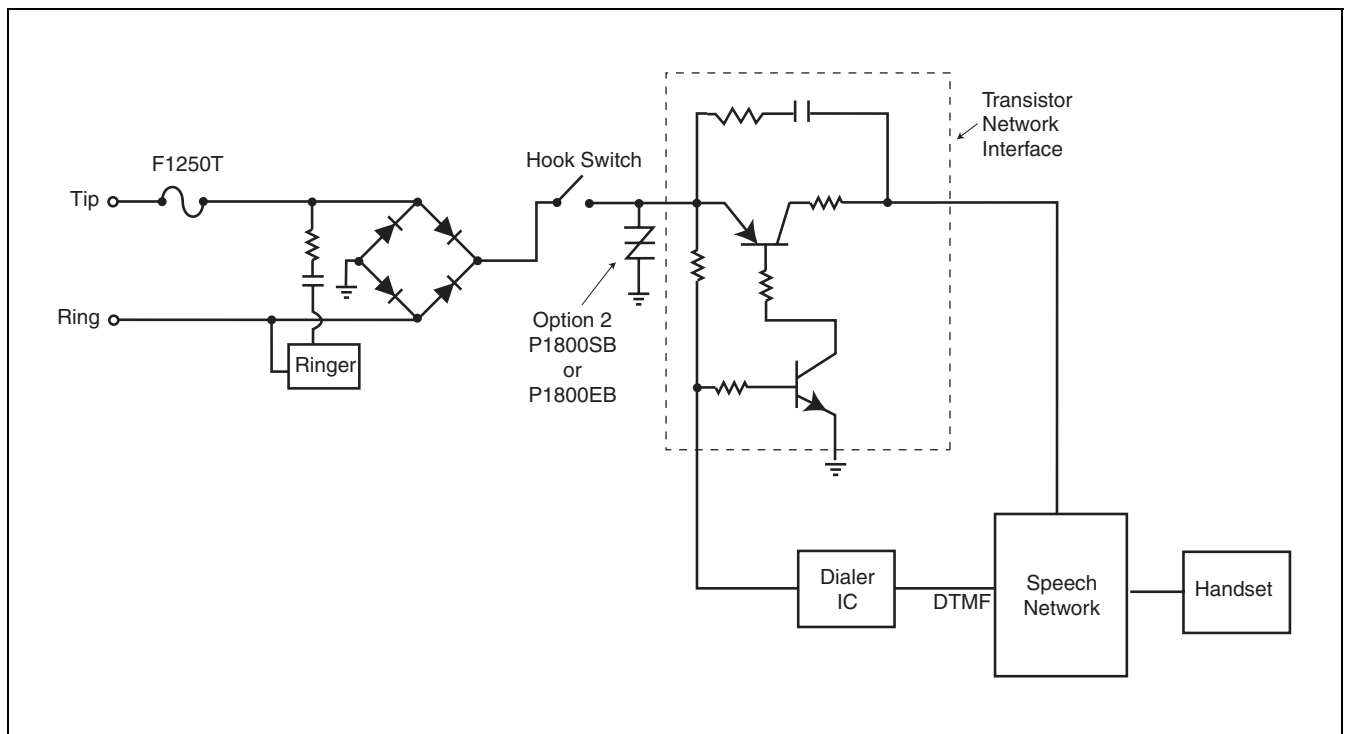 Transistor
Network
Interface
F1250T
Hook Switch
Tip
Ring
Ringer
Option 2
P1800SB
or
P1800EB
Dialer
IC
DTMF
Speech
Network
Handset